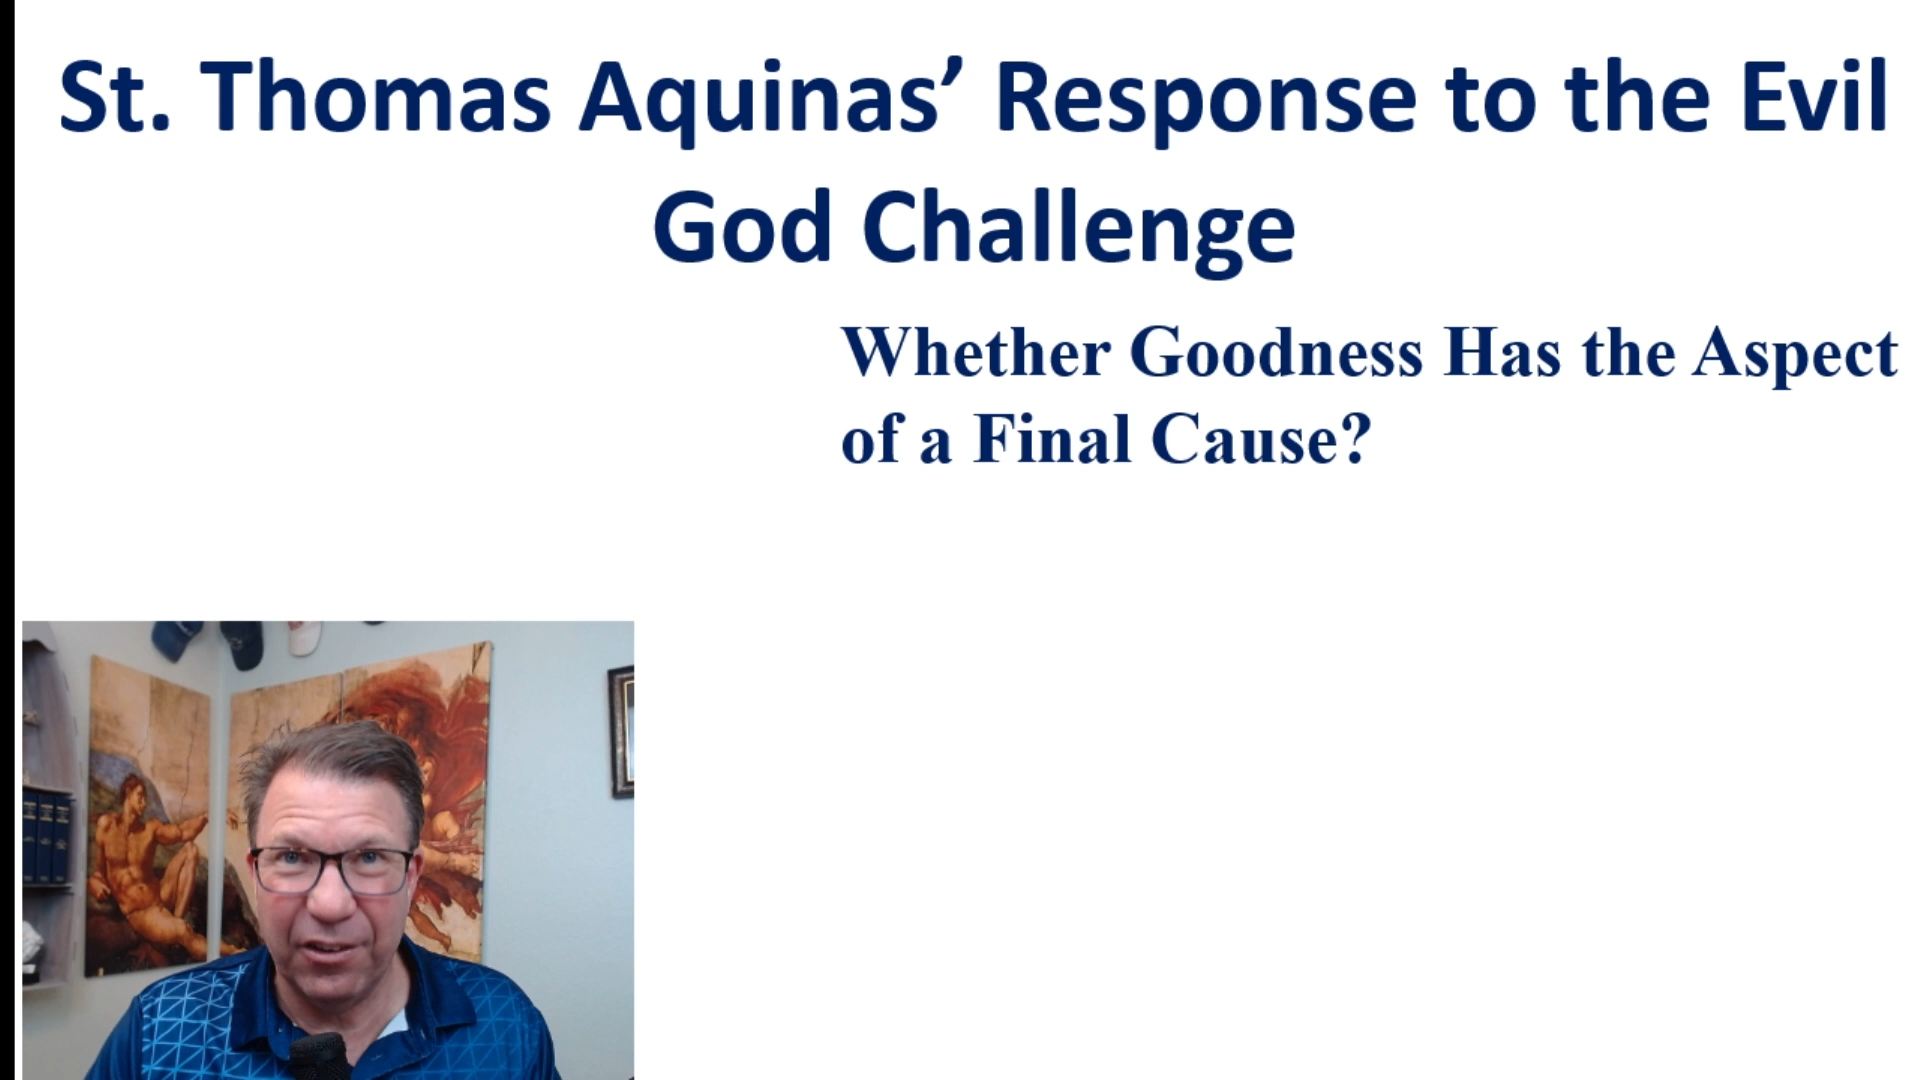 St. Thomas Aquinas’ Response to the Evil
God Challenge
Whether Goodness Has the Aspect
of a Final Cause?